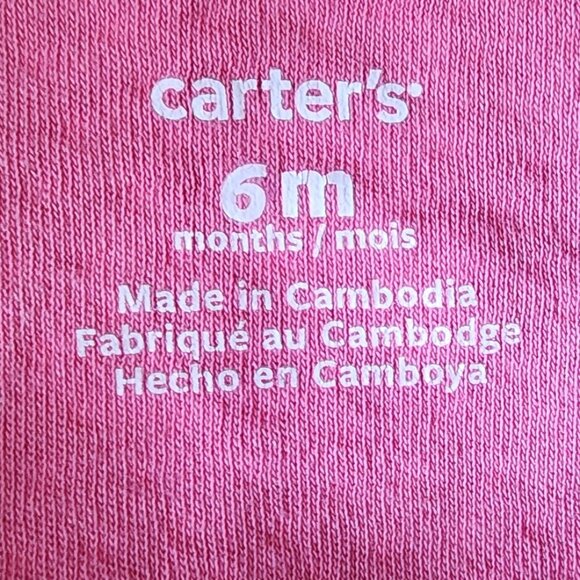 carter's
6m
months / mois
Made in Cambodia
Fabriqué au Cambodge
Hecho en Camboya